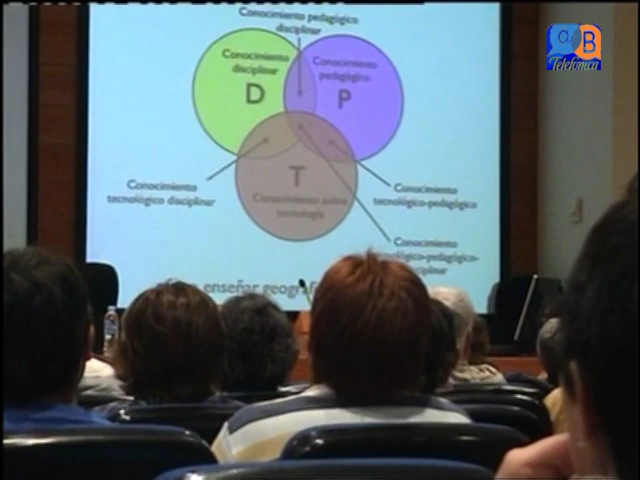 Conocimiento pedagógico
disciplinar
Conocimiento
disciplinar
D
Conocimiento
pedagógico
P
T
Conocimiento sobre
tecnología
Conocimiento
tecnológico disciplinar
Conocimiento
tecnológico-pedagógico
Conocimiento
tecnológico-pedagógico-
disciplinar
enseñar
@B
Telefónica